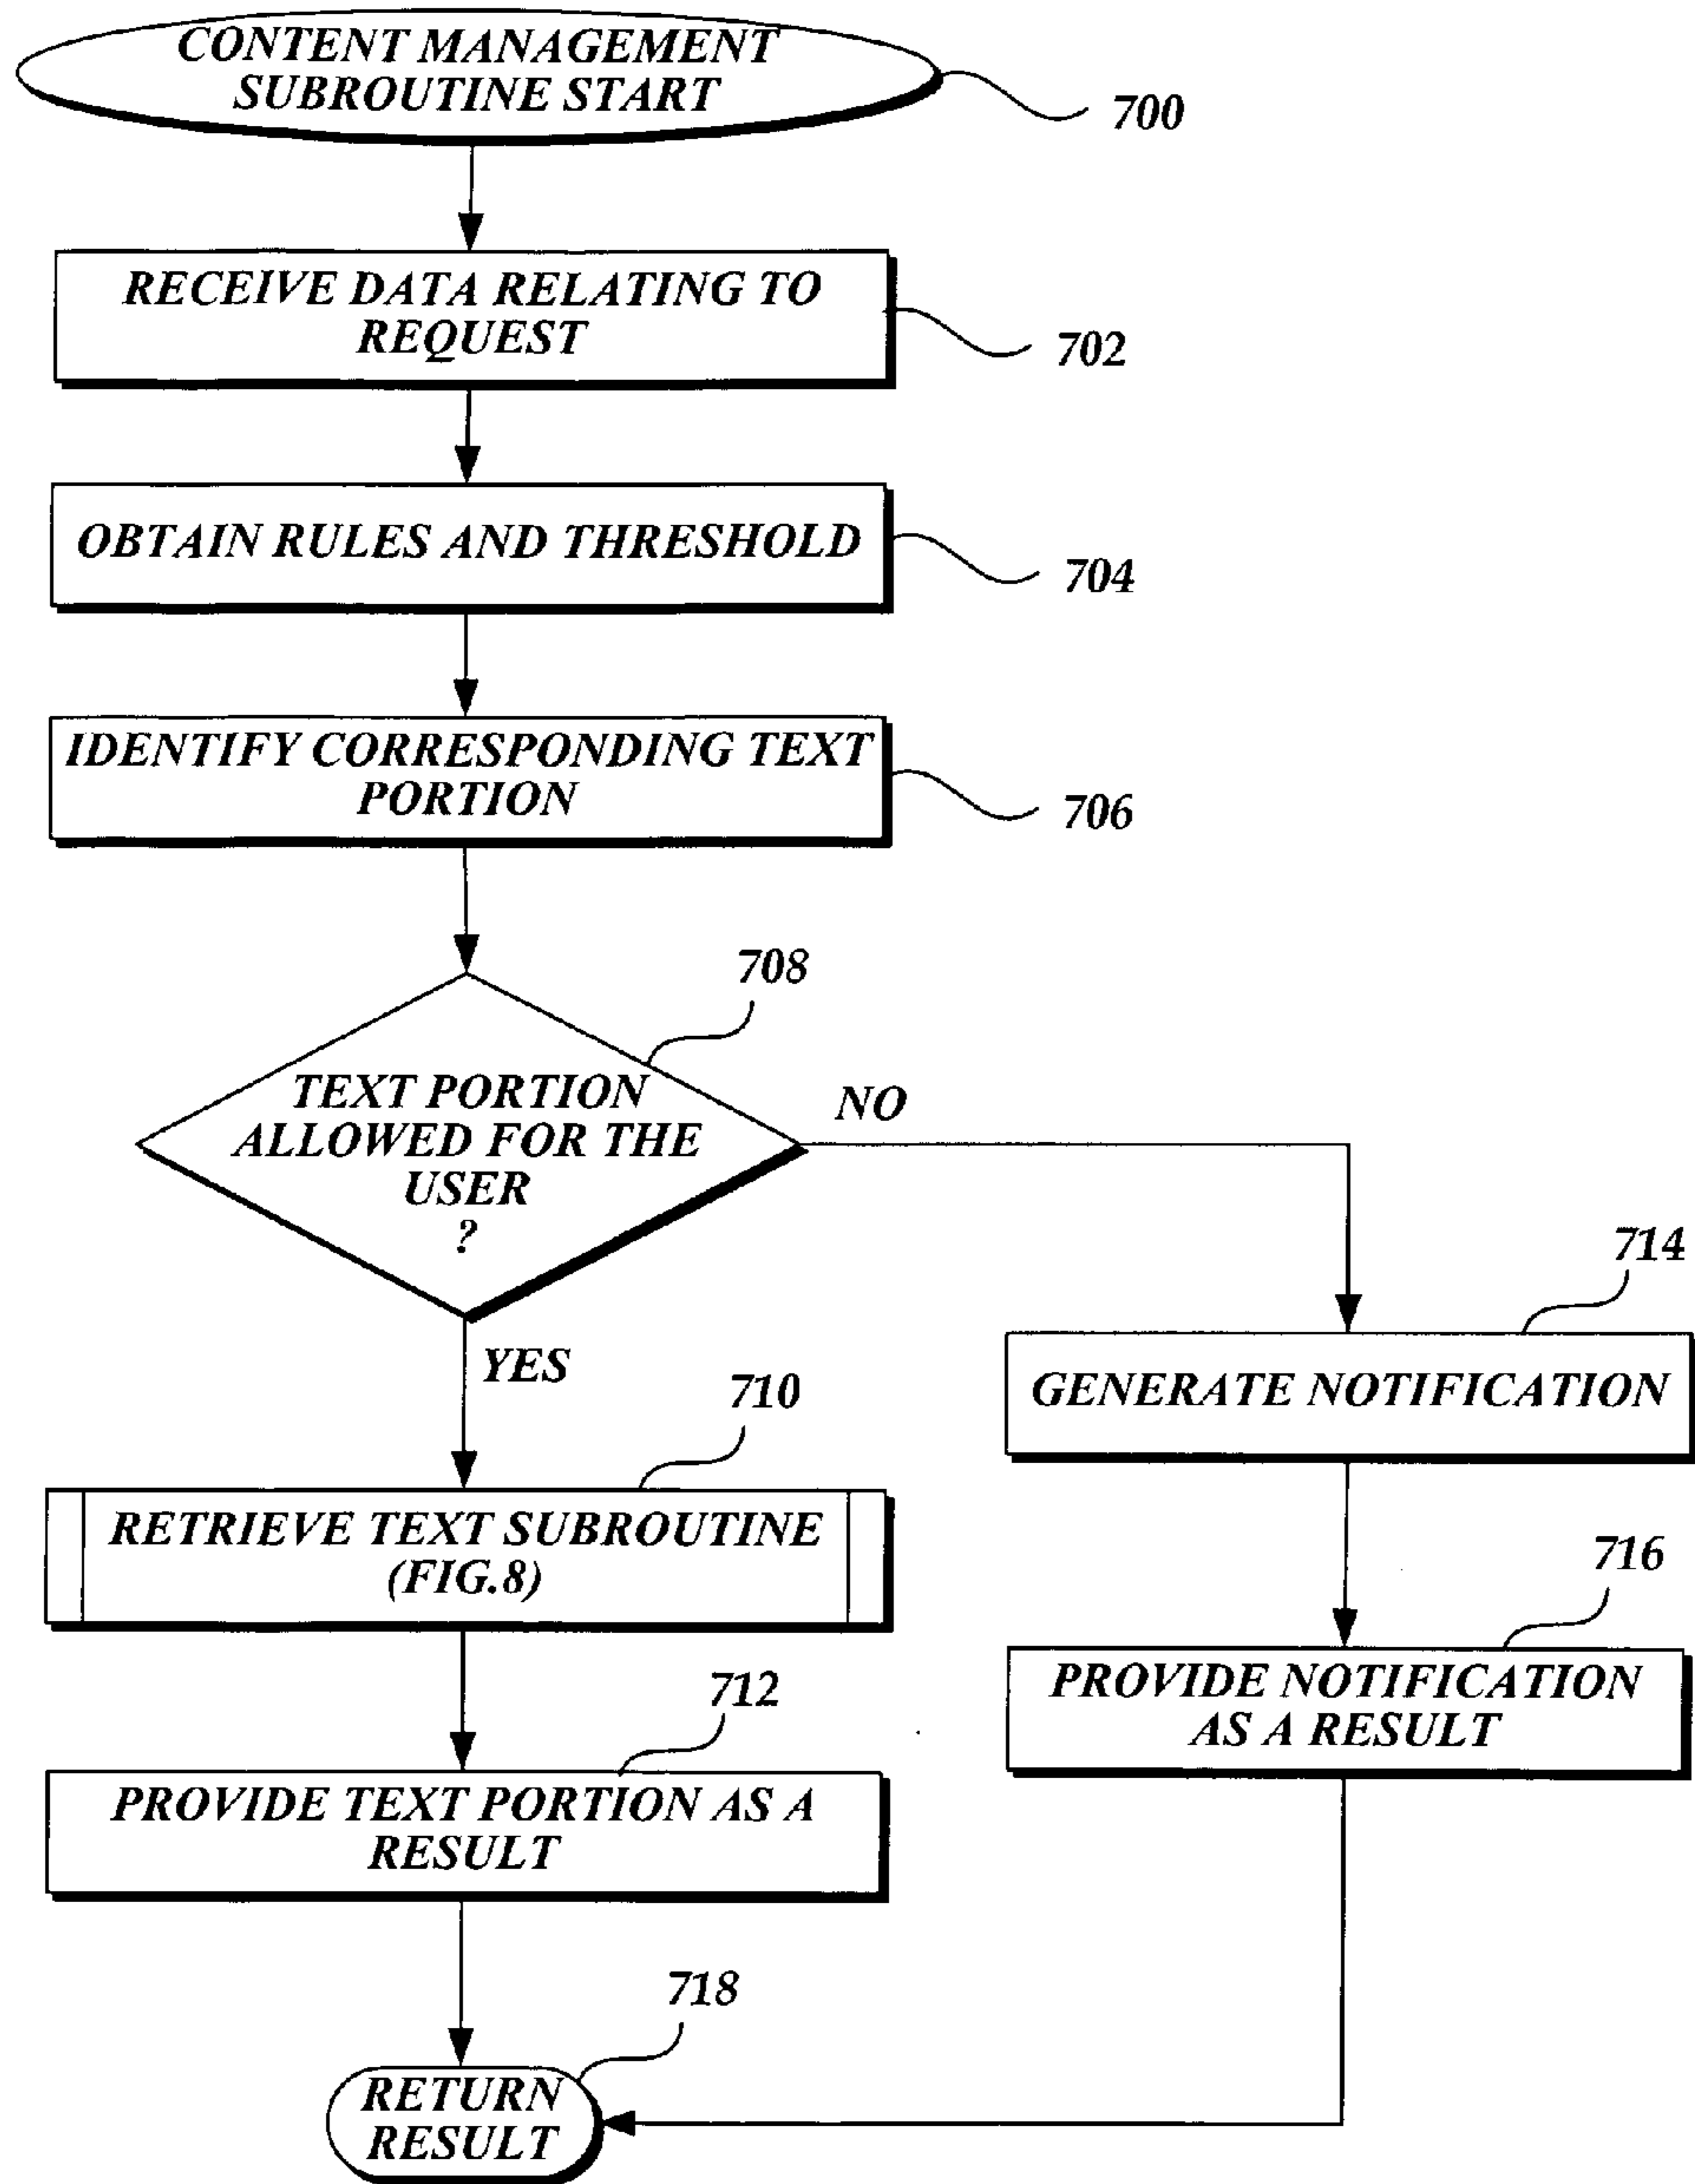 CONTENT MANAGEMENT
SUBROUTINE START
700
RECEIVE DATA RELATING TO
REQUEST
702
OBTAIN RULES AND THRESHOLD
704
IDENTIFY CORRESPONDING TEXT
PORTION
706
708
TEXT PORTION
ALLOWED FOR THE
USER
?
NO
YES
714
GENERATE NOTIFICATION
710
RETRIEVE TEXT SUBROUTINE
(FIG.8)
716
PROVIDE NOTIFICATION
AS A RESULT
712
PROVIDE TEXT PORTION AS A
RESULT
718
RETURN
RESULT